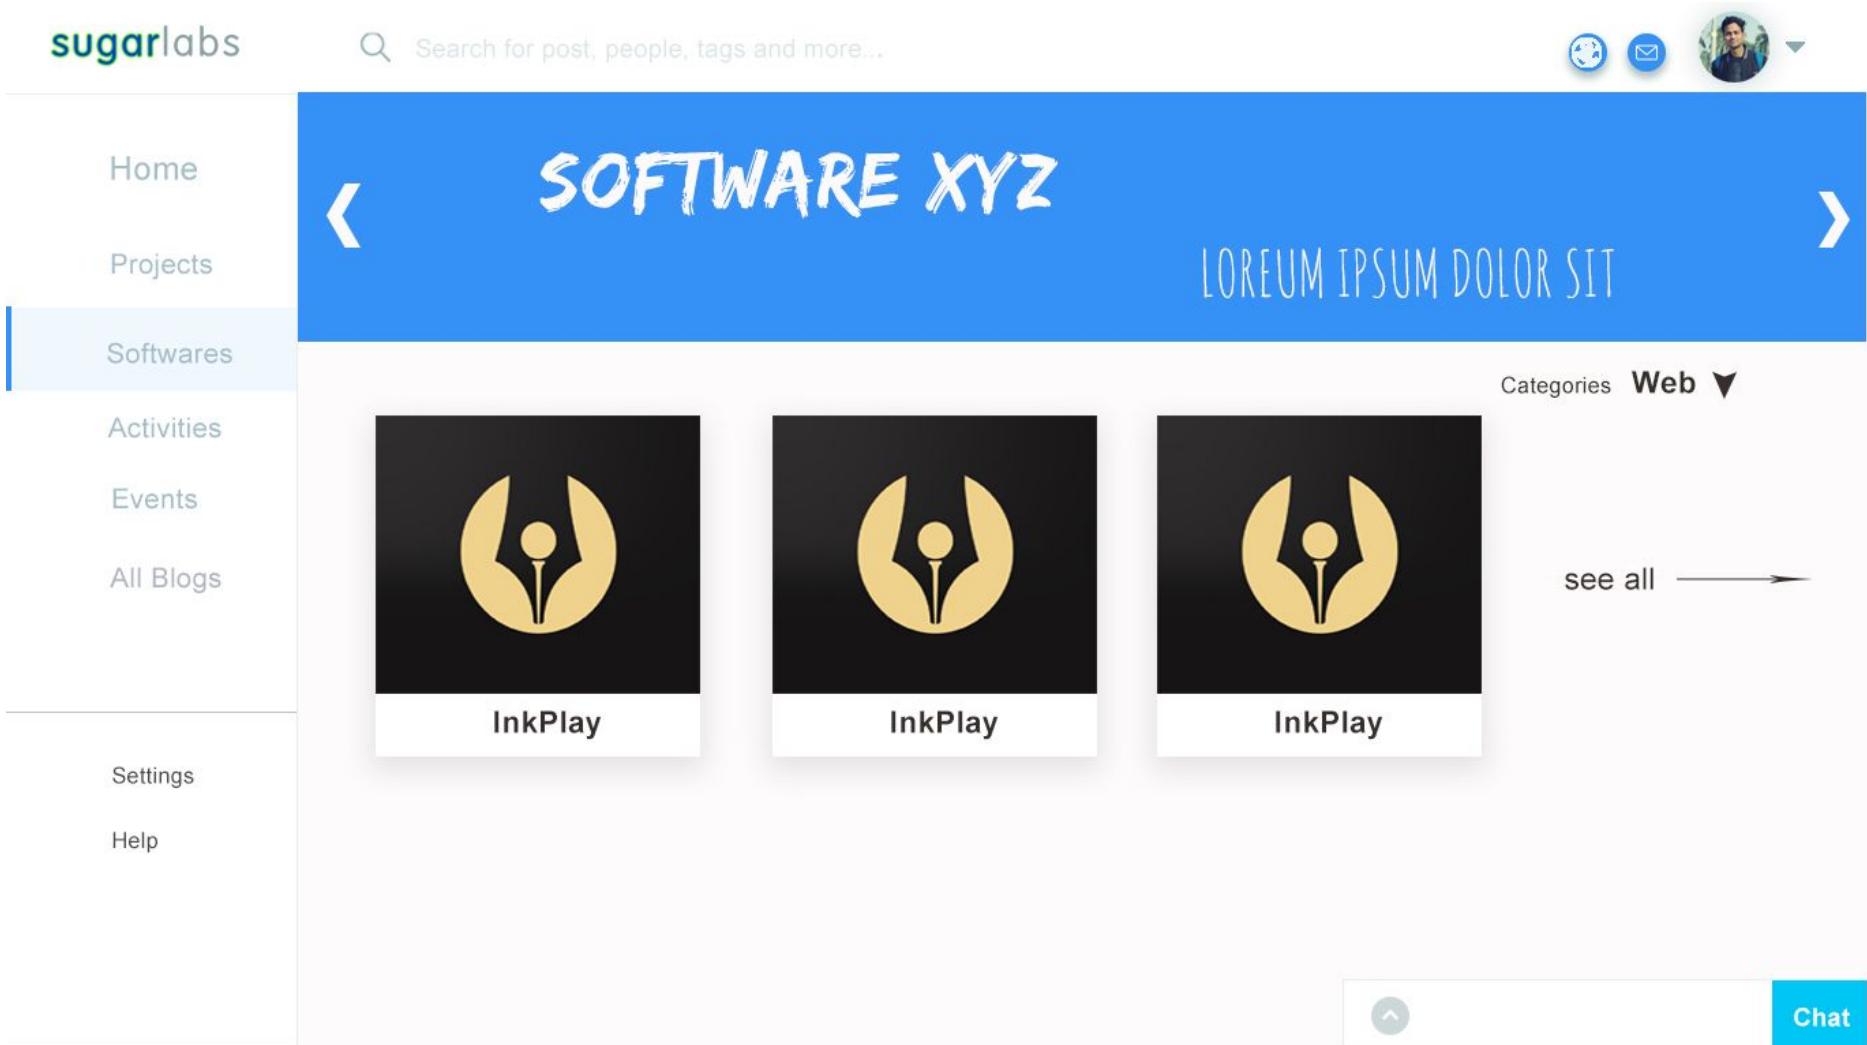 sugarlabs
Search for post, people, tags and more...
Home
Projects
Softwares
Activities
Events
All Blogs
Settings
Help
SOFTWARE XYZ
LOREUM IPSUM DOLOR SIT
Categories Web
InkPlay
InkPlay
InkPlay
see all
Chat